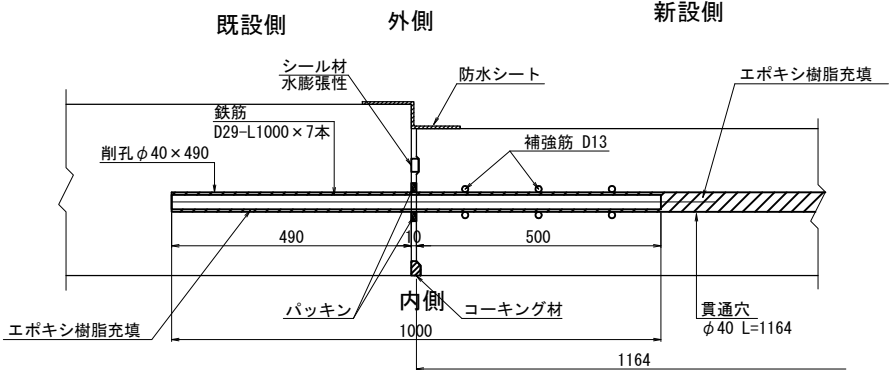 既設側
外側
新設側
シール材
水膨張性
防水シート
エポキシ樹脂充填
鉄筋
D29-L1000×7本
補強筋 D13
削孔φ40×490
490
10
500
パッキン
内側
コーキング材
貫通穴
φ40 L=1164
エポキシ樹脂充填
1000
1164